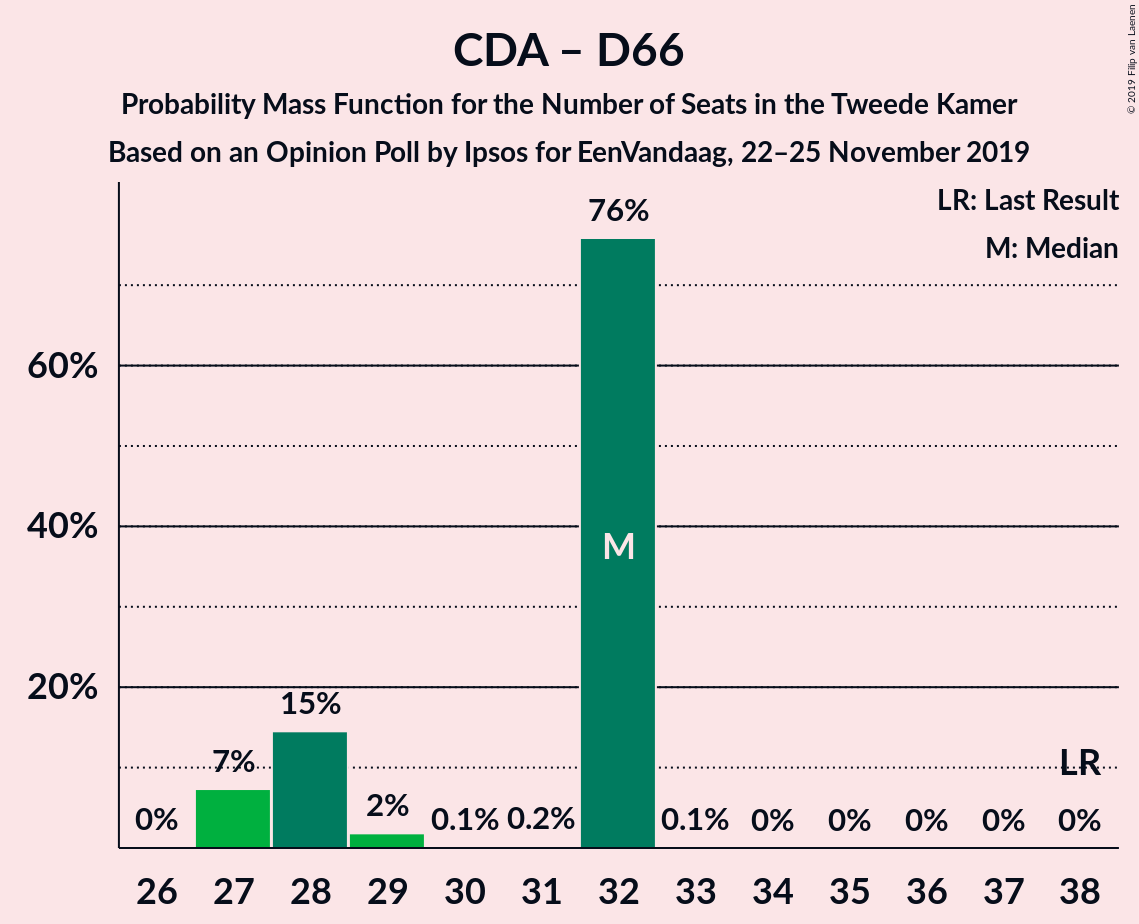 CDA – D66
Probability Mass Function for the Number of Seats in the Tweede Kamer
Based on an Opinion Poll by Ipsos for EenVandaag, 22–25 November 2019
© 2019 Filip van Laenen
LR: Last Result
M: Median
60%
40%
20%
0%
7%
15%
2%
0.1%
0.2%
76%
M
0.1%
0%
0%
0%
0%
LR
0%
26 27 28 29 30 31 32 33 34 35 36 37 38